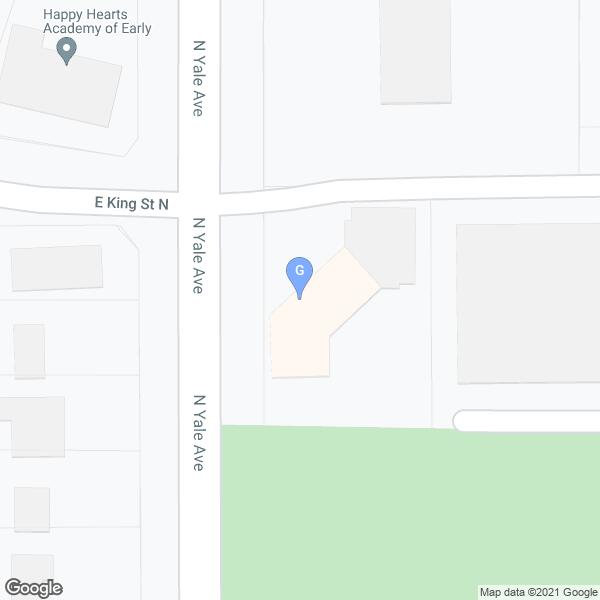 Happy Hearts
Academy of Early
N Yale Ave
E King St N
N Yale Ave
G
N Yale Ave
Google
Map data ©2021 Google